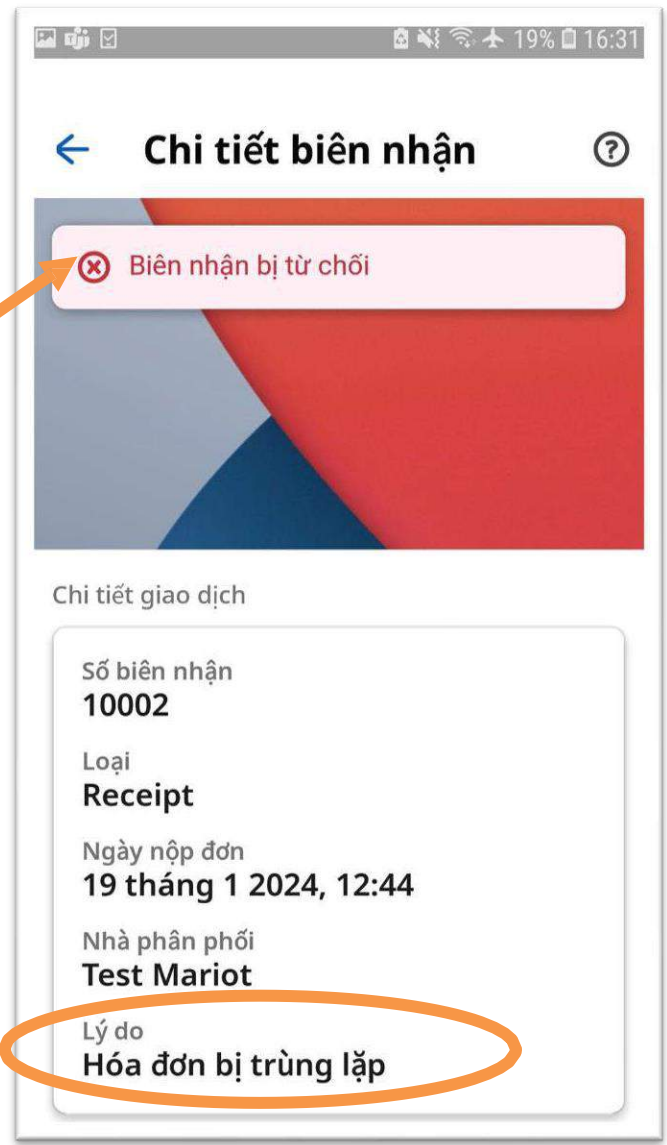 19% 16:31
Chi tiết biên nhận
Biên nhận bị từ chối
Chi tiết giao dịch
Số biên nhận
10002
Loại
Receipt
Ngày nộp đơn
19 tháng 1 2024, 12:44
Nhà phân phối
Test Mariot
Lý do
Hóa đơn bị trùng lặp